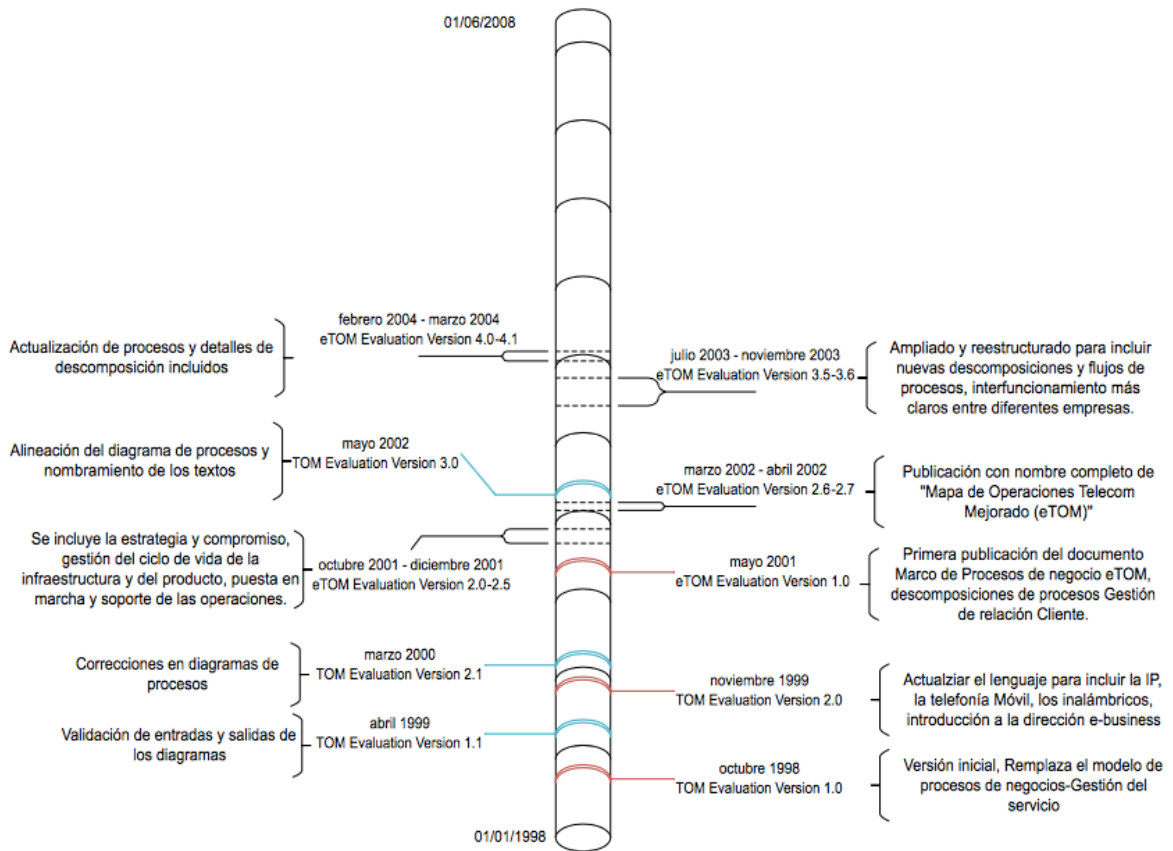 01/06/2008
febrero 2004 - marzo 2004
eTOM Evaluation Version 4.0-4.1
Actualización de procesos y detalles de
descomposición incluidos
julio 2003 - noviembre 2003
eTOM Evaluation Version 3.5-3.6
Ampliado y reestructurado para incluir
nuevas descomposiciones y flujos de
procesos, interfuncionamiento más
claros entre diferentes empresas.
mayo 2002
TOM Evaluation Version 3.0
Alineación del diagrama de procesos y
nombramiento de los textos
marzo 2002 - abril 2002
eTOM Evaluation Version 2.6-2.7
Publicación con nombre completo de
"Mapa de Operaciones Telecom
Mejorado (eTOM)"
Se incluye la estrategia y compromiso,
gestión del ciclo de vida de la
infraestructura y del producto, puesta en
marcha y soporte de las operaciones.
octubre 2001 - diciembre 2001
eTOM Evaluation Version 2.0-2.5
mayo 2001
eTOM Evaluation Version 1.0
Primera publicación del documento
Marco de Procesos de negocio eTOM,
descomposiones de procesos Gestión
de relación Cliente.
marzo 2000
TOM Evaluation Version 2.1
Correcciones en diagramas de
procesos
noviembre 1999
TOM Evaluation Version 2.0
Actualziar el lenguaje para incluir la IP,
la telefonía Móvil, los inalámbricos,
introducción a la dirección e-business
abril 1999
TOM Evaluation Version 1.1
Validación de entradas y salidas de
los diagramas
octubre 1998
TOM Evaluation Version 1.0
Versión inicial, Remplaza el modelo de
procesos de negocios-Gestión del
servicio
01/01/1998